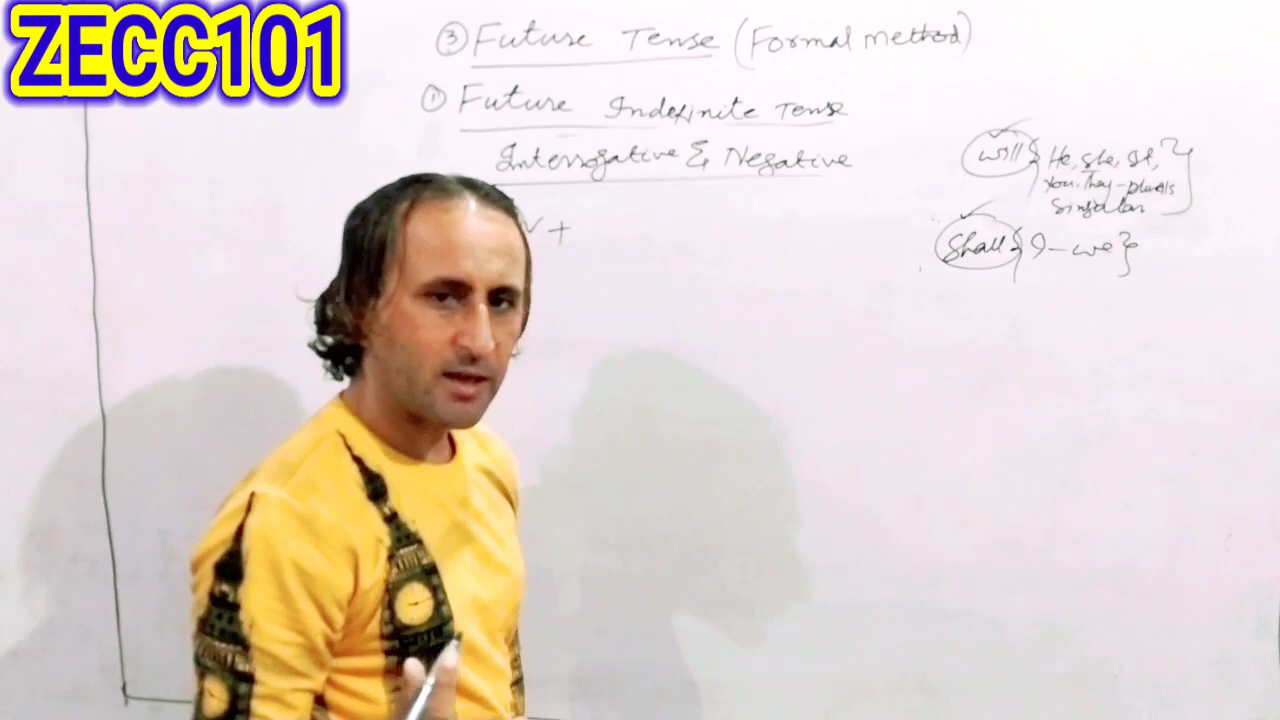 ZECC101
③ Future Tense (Formal Method)
① Future Indefinite Tense
Interrogative & Negative
will { He, she, It, }
You, They - plurals
Singular
V +
Shall { I - we }